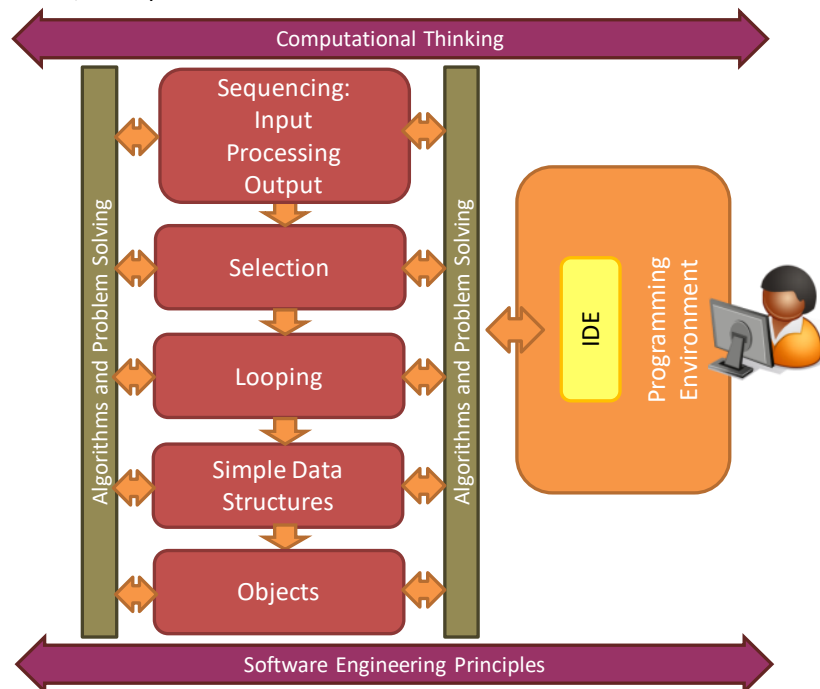 Computational Thinking
Algorithms and Problem Solving
Sequencing:
Input
Processing
Output
Selection
Looping
Simple Data
Structures
Objects
Algorithms and Problem Solving
IDE
Programming
Environment
Software Engineering Principles